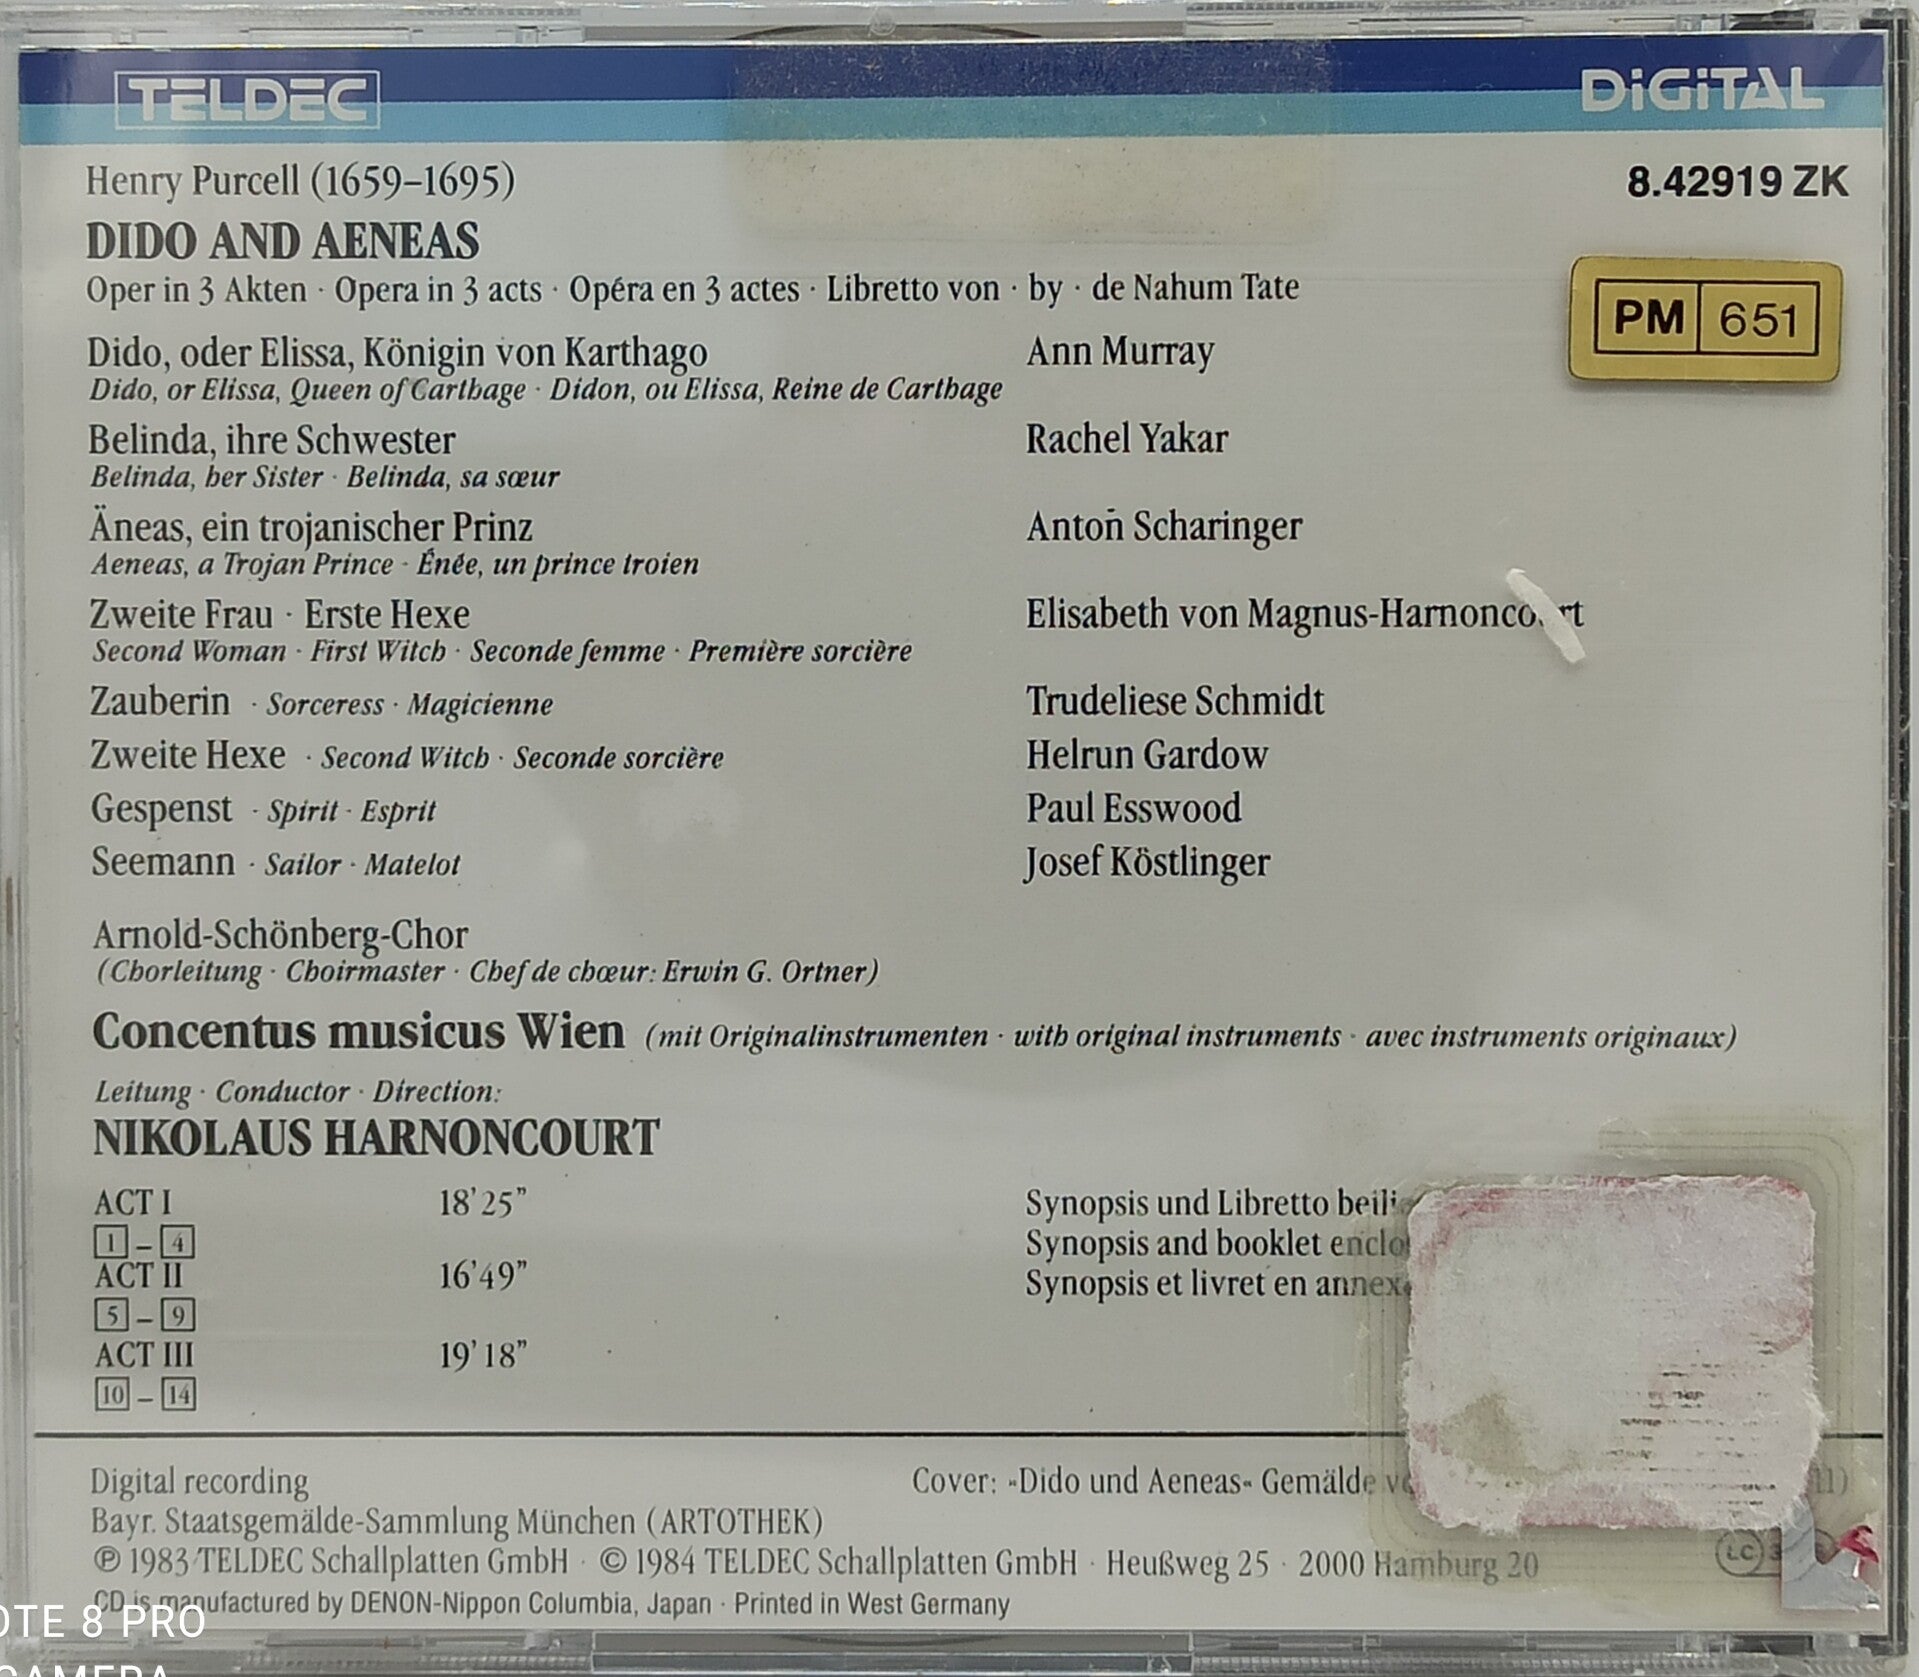 TELDEC
DiGiTAL
Henry Purcell (1659–1695)
8.42919 ZK
DIDO AND AENEAS
Oper in 3 Akten · Opera in 3 acts · Opéra en 3 actes · Libretto von · by · de Nahum Tate
PM 651
Dido, oder Elissa, Königin von Karthago Ann Murray
Dido, or Elissa, Queen of Carthage · Didon, ou Elissa, Reine de Carthage
Belinda, ihre Schwester Rachel Yakar
Belinda, her Sister · Belinda, sa sœur
Äneas, ein trojanischer Prinz Anton Scharinger
Aeneas, a Trojan Prince · Énée, un prince troien
Zweite Frau · Erste Hexe Elisabeth von Magnus-Harnoncourt
Second Woman · First Witch · Seconde femme · Première sorcière
Zauberin · Sorceress · Magicienne Trudeliese Schmidt
Zweite Hexe · Second Witch · Seconde sorcière Helrun Gardow
Gespenst · Spirit · Esprit Paul Esswood
Seemann · Sailor · Matelot Josef Köstlinger
Arnold-Schönberg-Chor
(Chorleitung · Choirmaster · Chef de chœur: Erwin G. Ortner)
Concentus musicus Wien (mit Originalinstrumenten · with original instruments · avec instruments originaux)
Leitung · Conductor · Direction:
NIKOLAUS HARNONCOURT
ACT I 18'25" Synopsis und Libretto
1 – 4 Synopsis and booklet
ACT II 16'49" Synopsis et livret en
5 – 9
ACT III 19'18"
10 – 14
Digital recording Cover: »Dido und Aeneas« Gemälde
Bayr. Staatsgemälde-Sammlung München (ARTOTHEK)
℗ 1983 TELDEC Schallplatten GmbH · © 1984 TELDEC Schallplatten GmbH · Heußweg 25 · 2000 Hamburg 20
LC
CD is manufactured by DENON-Nippon Columbia, Japan · Printed in West Germany
OTE 8 PRO
CAMERA